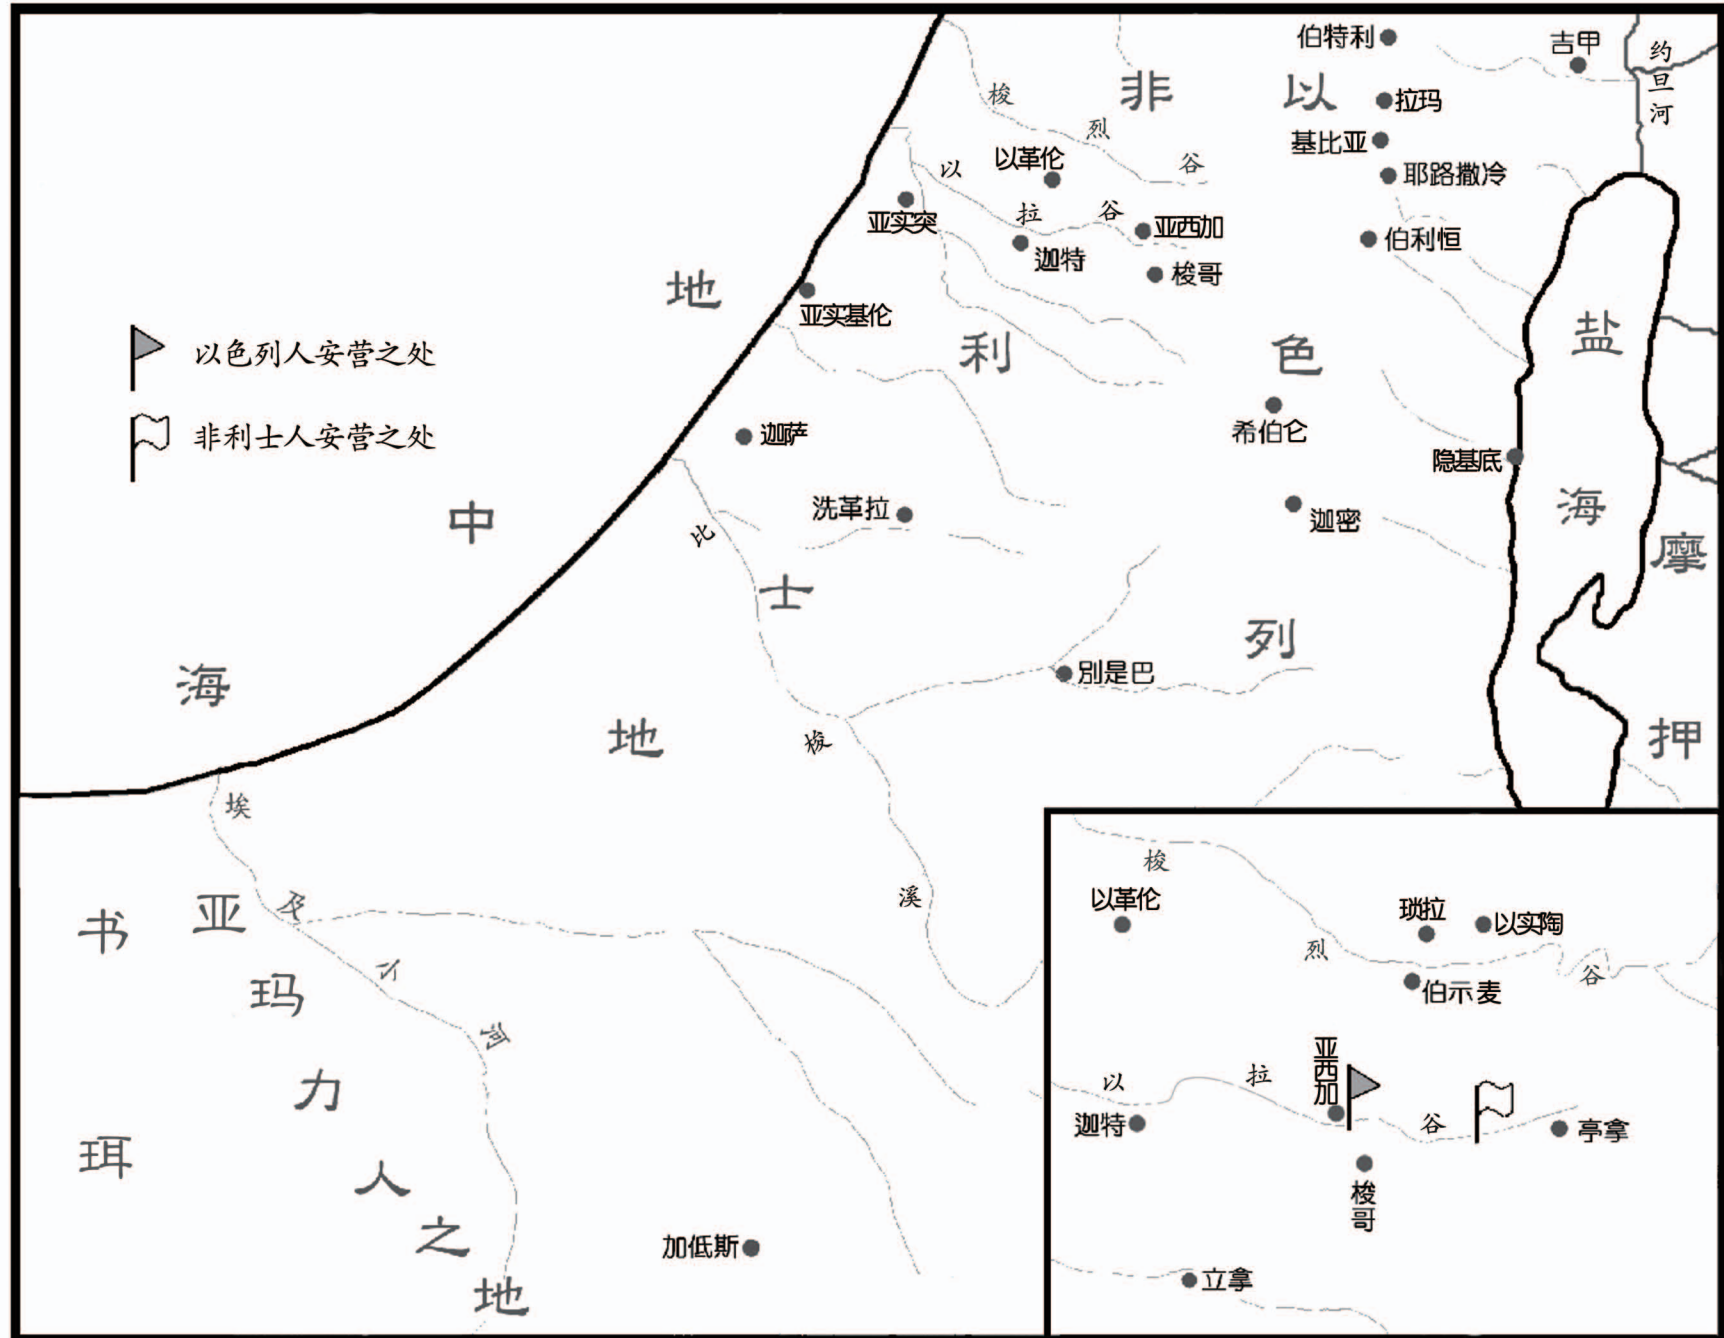 伯特利
吉甲
约旦河
拉玛
基比亚
耶路撒冷
伯利恒
梭烈谷
以革伦
以拉谷
亚实突
迦特
亚西加
梭哥
亚实基伦
以色列人安营之处
非利士人安营之处
迦萨
希伯仑
隐基底
洗革拉
迦密
地中海
非利士地
以色列
盐海
摩押
比梭溪
別是巴
埃及小河
书珥
亚玛力人之地
加低斯
梭烈谷
以革伦
琐拉
以实陶
伯示麦
亚西加
以拉谷
迦特
亭拿
梭哥
立拿